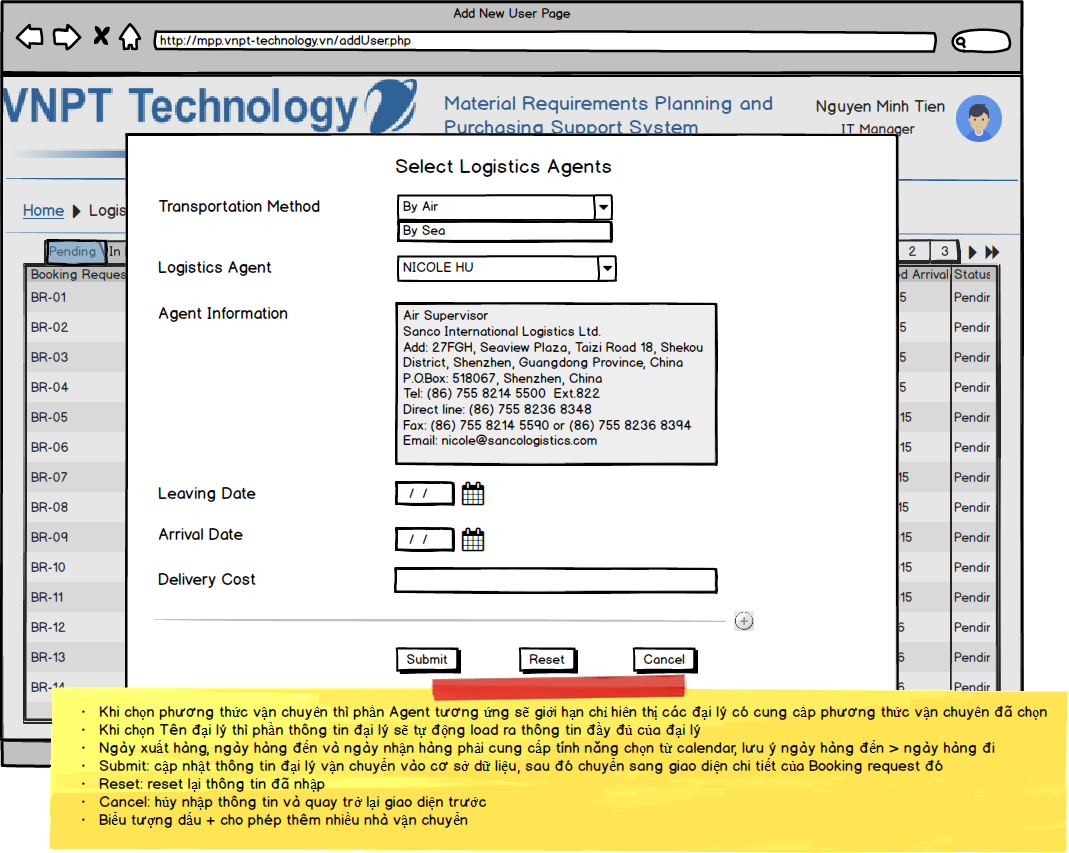 Add New User Page
http://mpp.vnpt-technology.vn/addUser.php
VNPT Technology
Material Requirements Planning and
Purchasing Support System
Nguyen Minh Tien
IT Manager
Home
Logis
Pending
In
2
3
Booking Reques
d Arrival
Status
BR-01
5
Pendir
BR-02
5
Pendir
BR-03
5
Pendir
BR-04
5
Pendir
BR-05
15
Pendir
BR-06
15
Pendir
BR-07
15
Pendir
BR-08
15
Pendir
BR-09
15
Pendir
BR-10
15
Pendir
BR-11
15
Pendir
BR-12
6
Pendir
BR-13
6
Pendir
BR-14
6
Pendir
Select Logistics Agents
Transportation Method
By Air
By Sea
Logistics Agent
NICOLE HU
Agent Information
Air Supervisor
Sanco International Logistics Ltd.
Add: 27FGH, Seaview Plaza, Taizi Road 18, Shekou
District, Shenzhen, Guangdong Province, China
P.O.Box: 518067, Shenzhen, China
Tel: (86) 755 8214 5500 Ext.822
Direct line: (86) 755 8236 8348
Fax: (86) 755 8214 5590 or (86) 755 8236 8394
Email: nicole@sancologistics.com
Leaving Date
/ /
Arrival Date
/ /
Delivery Cost
+
Submit
Reset
Cancel
· Khi chọn phương thức vận chuyển thì phần Agent tương ứng sẽ giới hạn chỉ hiển thị các đại lý có cung cấp phương thức vận chuyển đã chọn
· Khi chọn Tên đại lý thì phần thông tin đại lý sẽ tự động load ra thông tin đầy đủ của đại lý
· Ngày xuất hàng, ngày hàng đến và ngày nhận hàng phải cung cấp tính năng chọn từ calendar, lưu ý ngày hàng đến > ngày hàng đi
· Submit: cập nhật thông tin đại lý vận chuyển vào cơ sở dữ liệu, sau đó chuyển sang giao diện chi tiết của Booking request đó
· Reset: reset lại thông tin đã nhập
· Cancel: hủy nhập thông tin và quay trở lại giao diện trước
· Biểu tượng dấu + cho phép thêm nhiều nhà vận chuyển